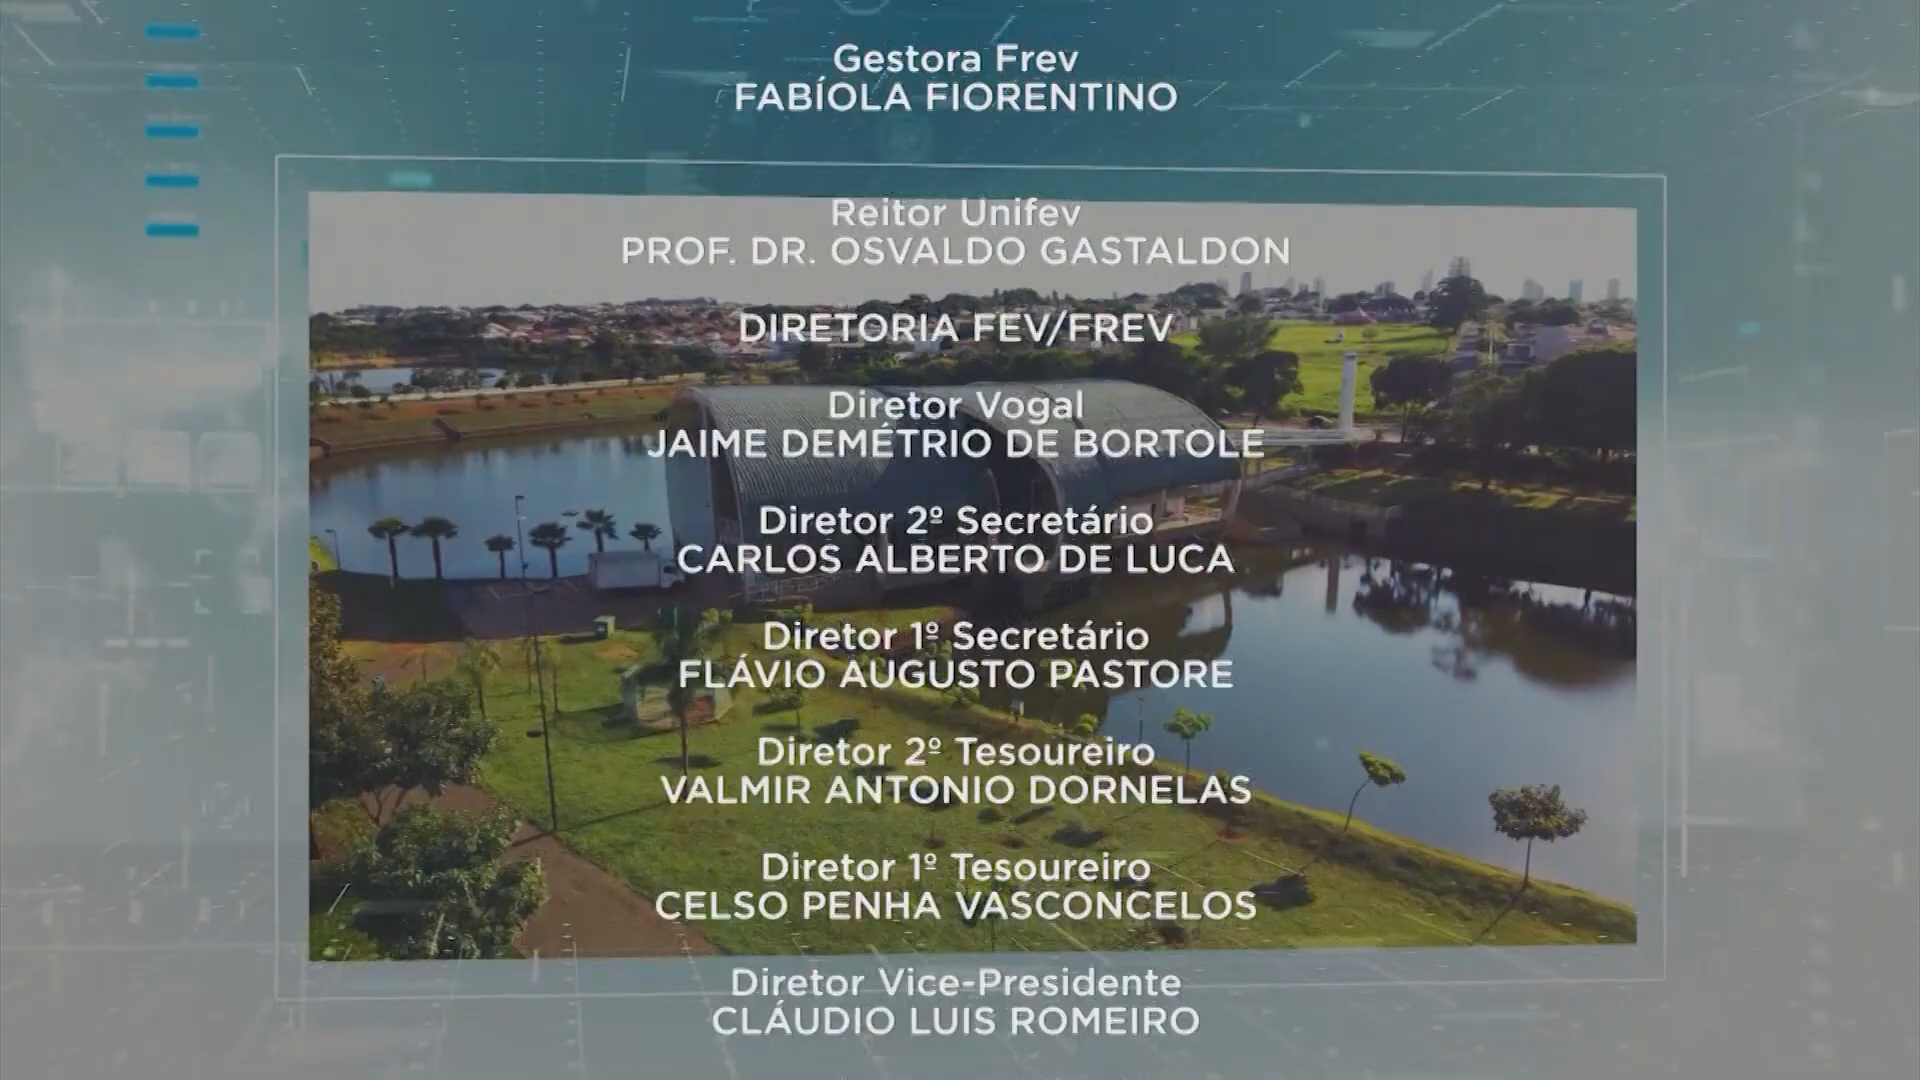 Gestora Frev
FABÍOLA FIORENTINO
Reitor Unifev
PROF. DR. OSVALDO GASTALDON
DIRETORIA FEV/FREV
Diretor Vogal
JAIME DEMÉTRIO DE BORTOLE
Diretor 2º Secretário
CARLOS ALBERTO DE LUCA
Diretor 1º Secretário
FLÁVIO AUGUSTO PASTORE
Diretor 2º Tesoureiro
VALMIR ANTONIO DORNELAS
Diretor 1º Tesoureiro
CELSO PENHA VASCONCELOS
Diretor Vice-Presidente
CLÁUDIO LUIS ROMEIRO